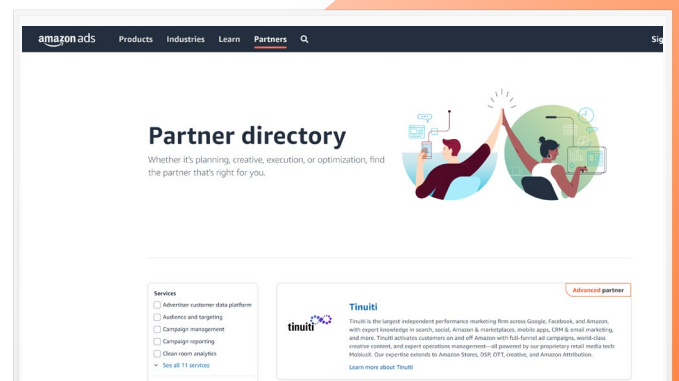 amazon ads Products Industries Learn Partners Sig
Partner directory
Whether it's planning, creative, execution, or optimization, find
the partner that's right for you.
Services
Advertiser customer data platform
Audience and targeting
Campaign management
Campaign reporting
Clean room analytics
See all 11 services
Advanced partner
tinuiti
Tinuiti
Tinuiti is the largest independent performance marketing firm across Google, Facebook, and Amazon,
with expert knowledge in search, social, Amazon & marketplaces, mobile apps, CRM & email marketing,
and more. Tinuiti activates customers on and off Amazon with full-funnel ad campaigns, world-class
creative content, and expert operations management—all powered by our proprietary retail media tech:
MobiusX. Our expertise extends to Amazon Stores, DSP, OTT, creative, and Amazon Attribution.
Learn more about Tinuiti